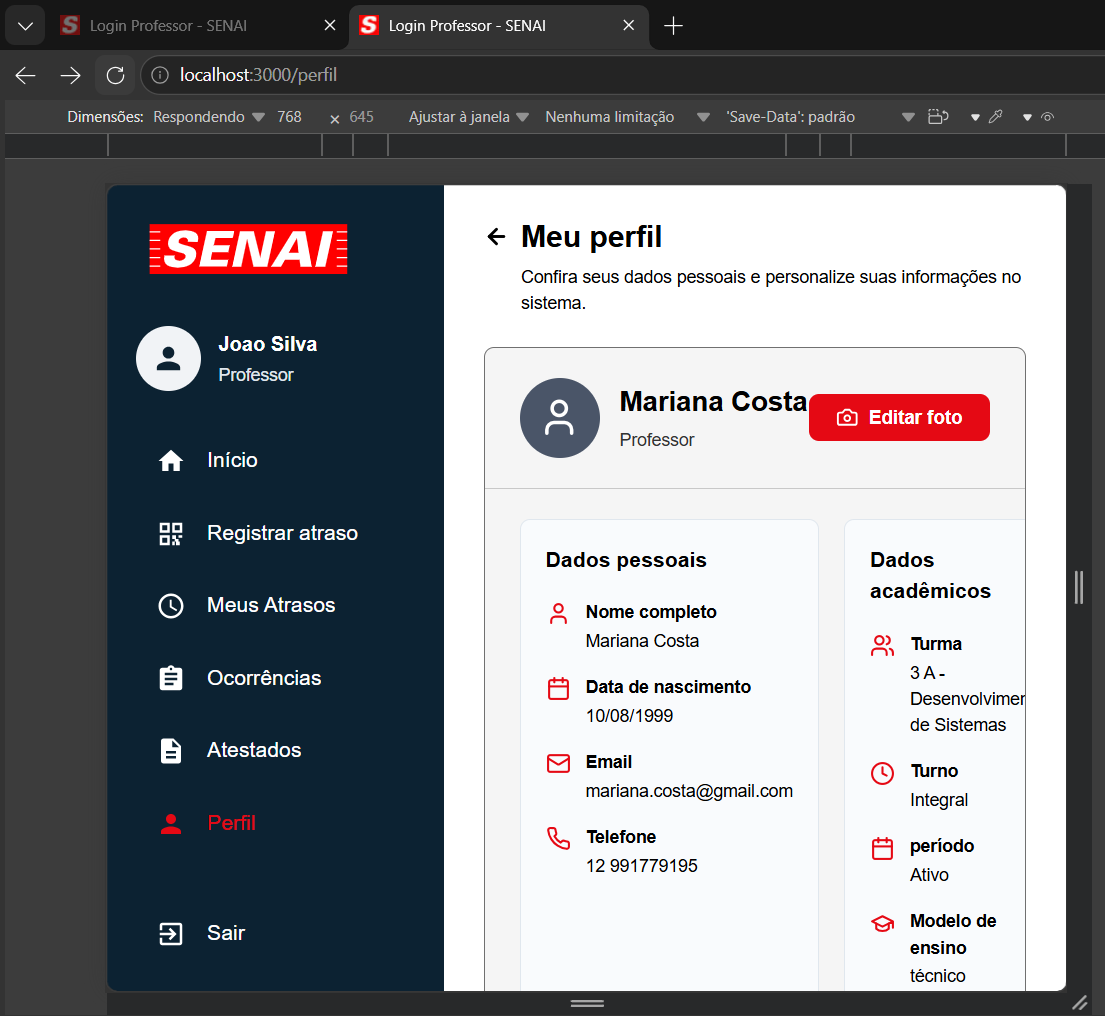 Login Professor - SENAI
Login Professor - SENAI
localhost:3000/perfil
Dimensões: Respondendo 768 × 645 Ajustar à janela Nenhuma limitação 'Save-Data': padrão
SENAI
Joao Silva
Professor
Início
Registrar atraso
Meus Atrasos
Ocorrências
Atestados
Perfil
Sair
Meu perfil
Confira seus dados pessoais e personalize suas informações no
sistema.
Mariana Costa
Professor
Editar foto
Dados pessoais
Nome completo
Mariana Costa
Data de nascimento
10/08/1999
Email
mariana.costa@gmail.com
Telefone
12 991779195
Dados
acadêmicos
Turma
3 A -
Desenvolvimen
de Sistemas
Turno
Integral
período
Ativo
Modelo de
ensino
técnico